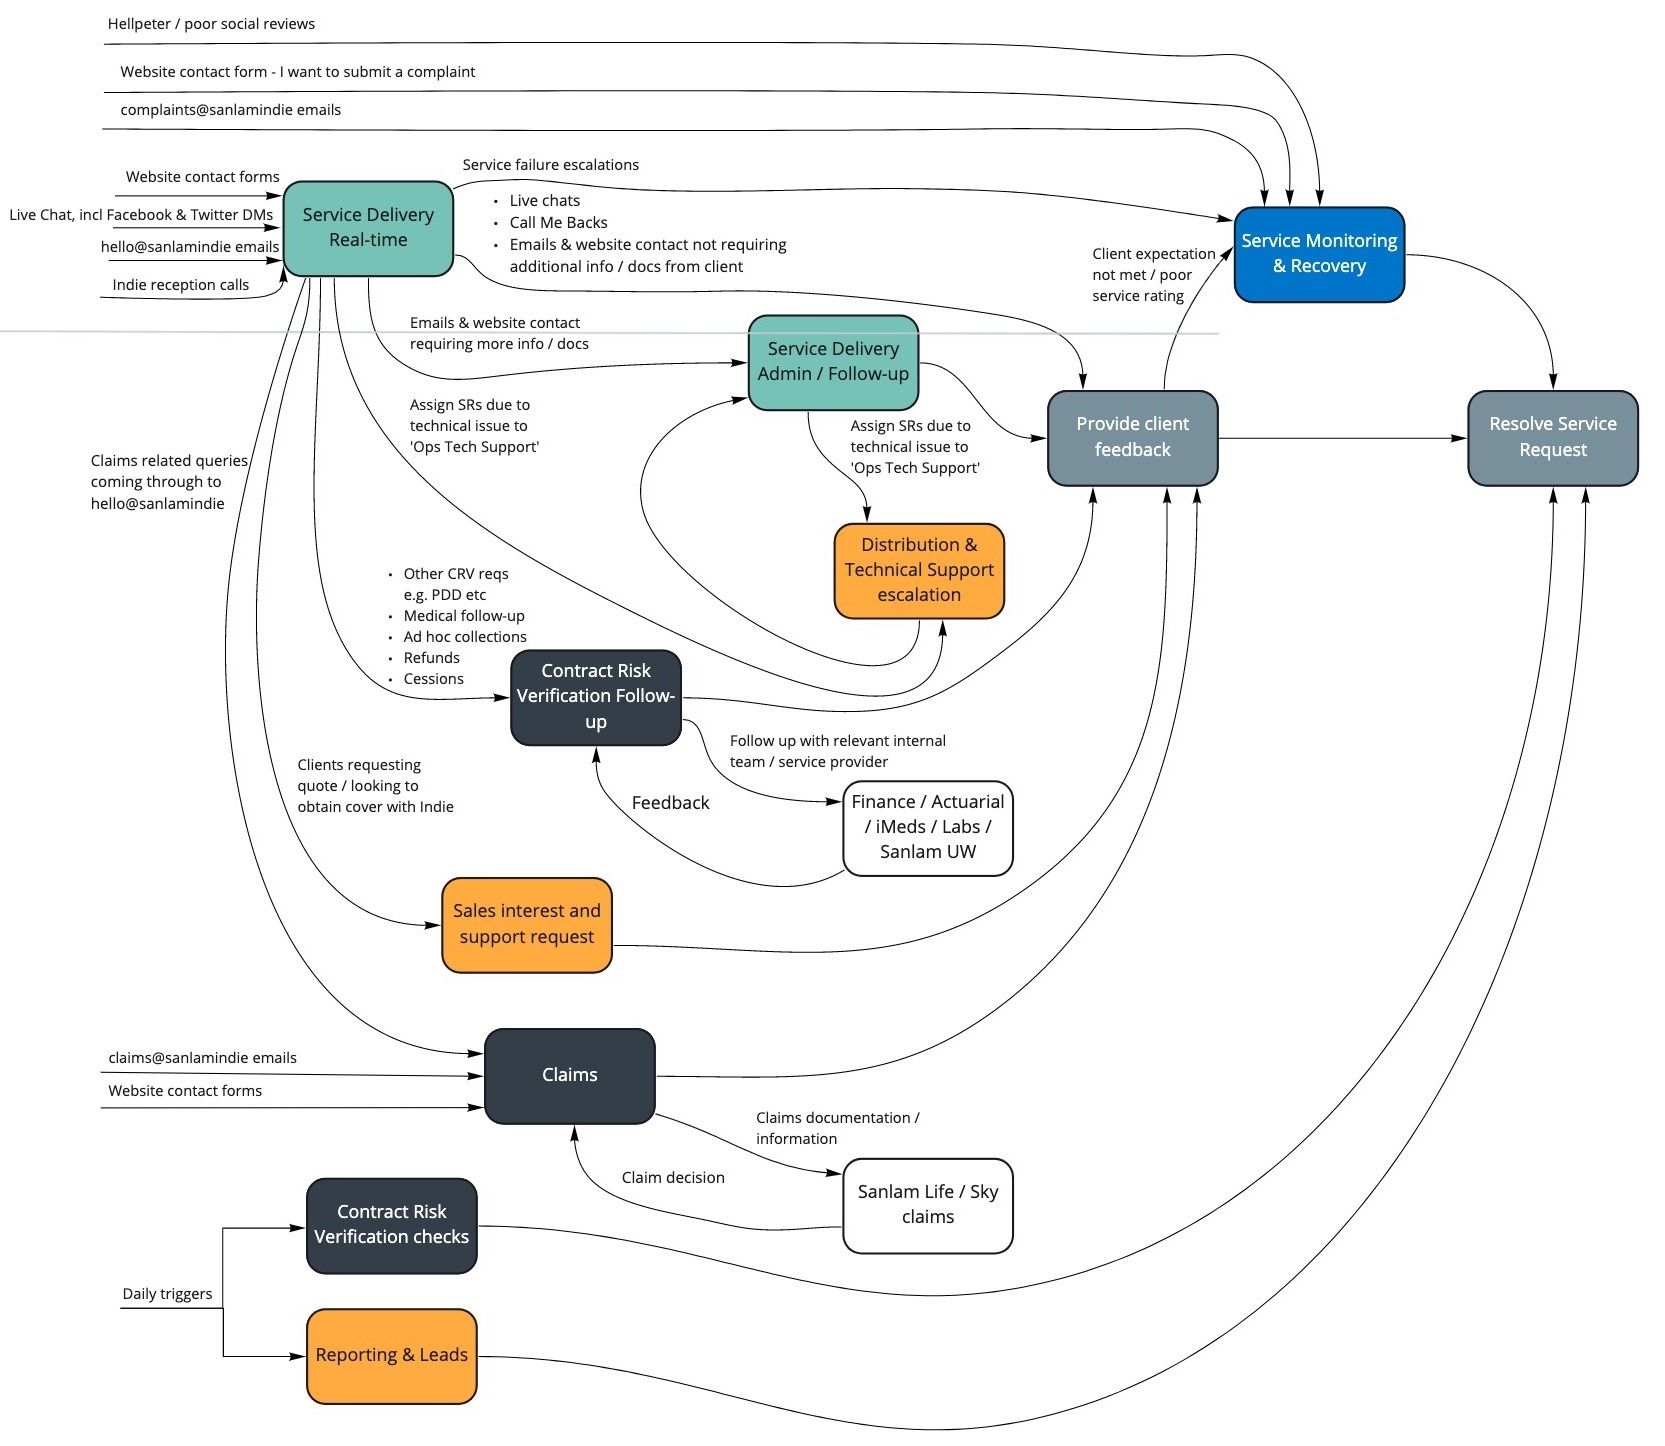 Hellpeter / poor social reviews
Website contact form - I want to submit a complaint
complaints@sanlamindie emails
Website contact forms
Live Chat, incl Facebook & Twitter DMs
hello@sanlamindie emails
Indie reception calls
Service Delivery
Real-time
Service failure escalations
• Live chats
• Call Me Backs
• Emails & website contact not requiring
additional info / docs from client
Service Monitoring
& Recovery
Client expectation
not met / poor
service rating
Emails & website contact
requiring more info / docs
Service Delivery
Admin / Follow-up
Assign SRs due to
technical issue to
'Ops Tech Support'
Assign SRs due to
technical issue to
'Ops Tech Support'
Provide client
feedback
Resolve Service
Request
Claims related queries
coming through to
hello@sanlamindie
Distribution &
Technical Support
escalation
• Other CRV reqs
e.g. PDD etc
• Medical follow-up
• Ad hoc collections
• Refunds
• Cessions
Contract Risk
Verification Follow-
up
Follow up with relevant internal
team / service provider
Feedback
Finance / Actuarial
/ iMeds / Labs /
Sanlam UW
Clients requesting
quote / looking to
obtain cover with Indie
Sales interest and
support request
claims@sanlamindie emails
Website contact forms
Claims
Claims documentation /
information
Claim decision
Sanlam Life / Sky
claims
Contract Risk
Verification checks
Daily triggers
Reporting & Leads